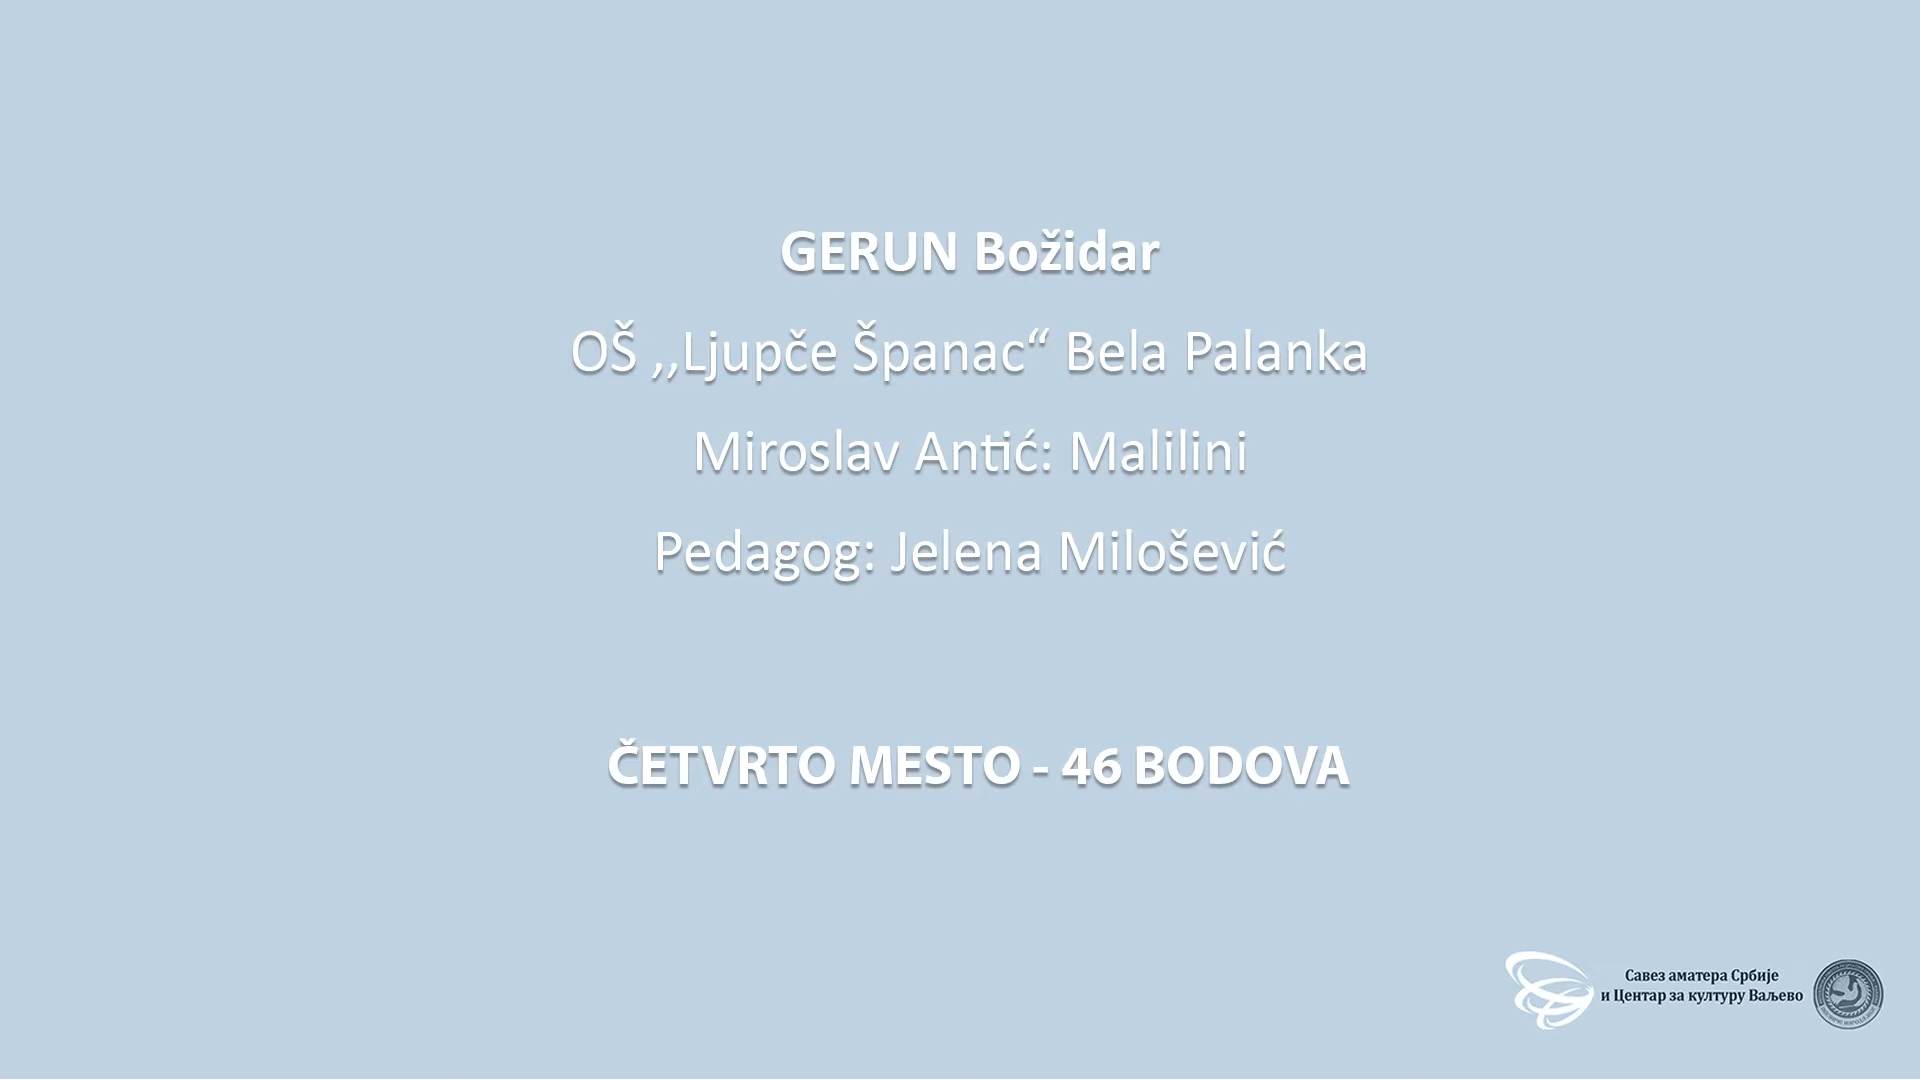 GERUN Božidar
OŠ ,,Ljupče Španac“ Bela Palanka
Miroslav Antić: Malilini
Pedagog: Jelena Milošević
ČETVRTO MESTO - 46 BODOVA
Савез аматера Србије
и Центар за културу Ваљево